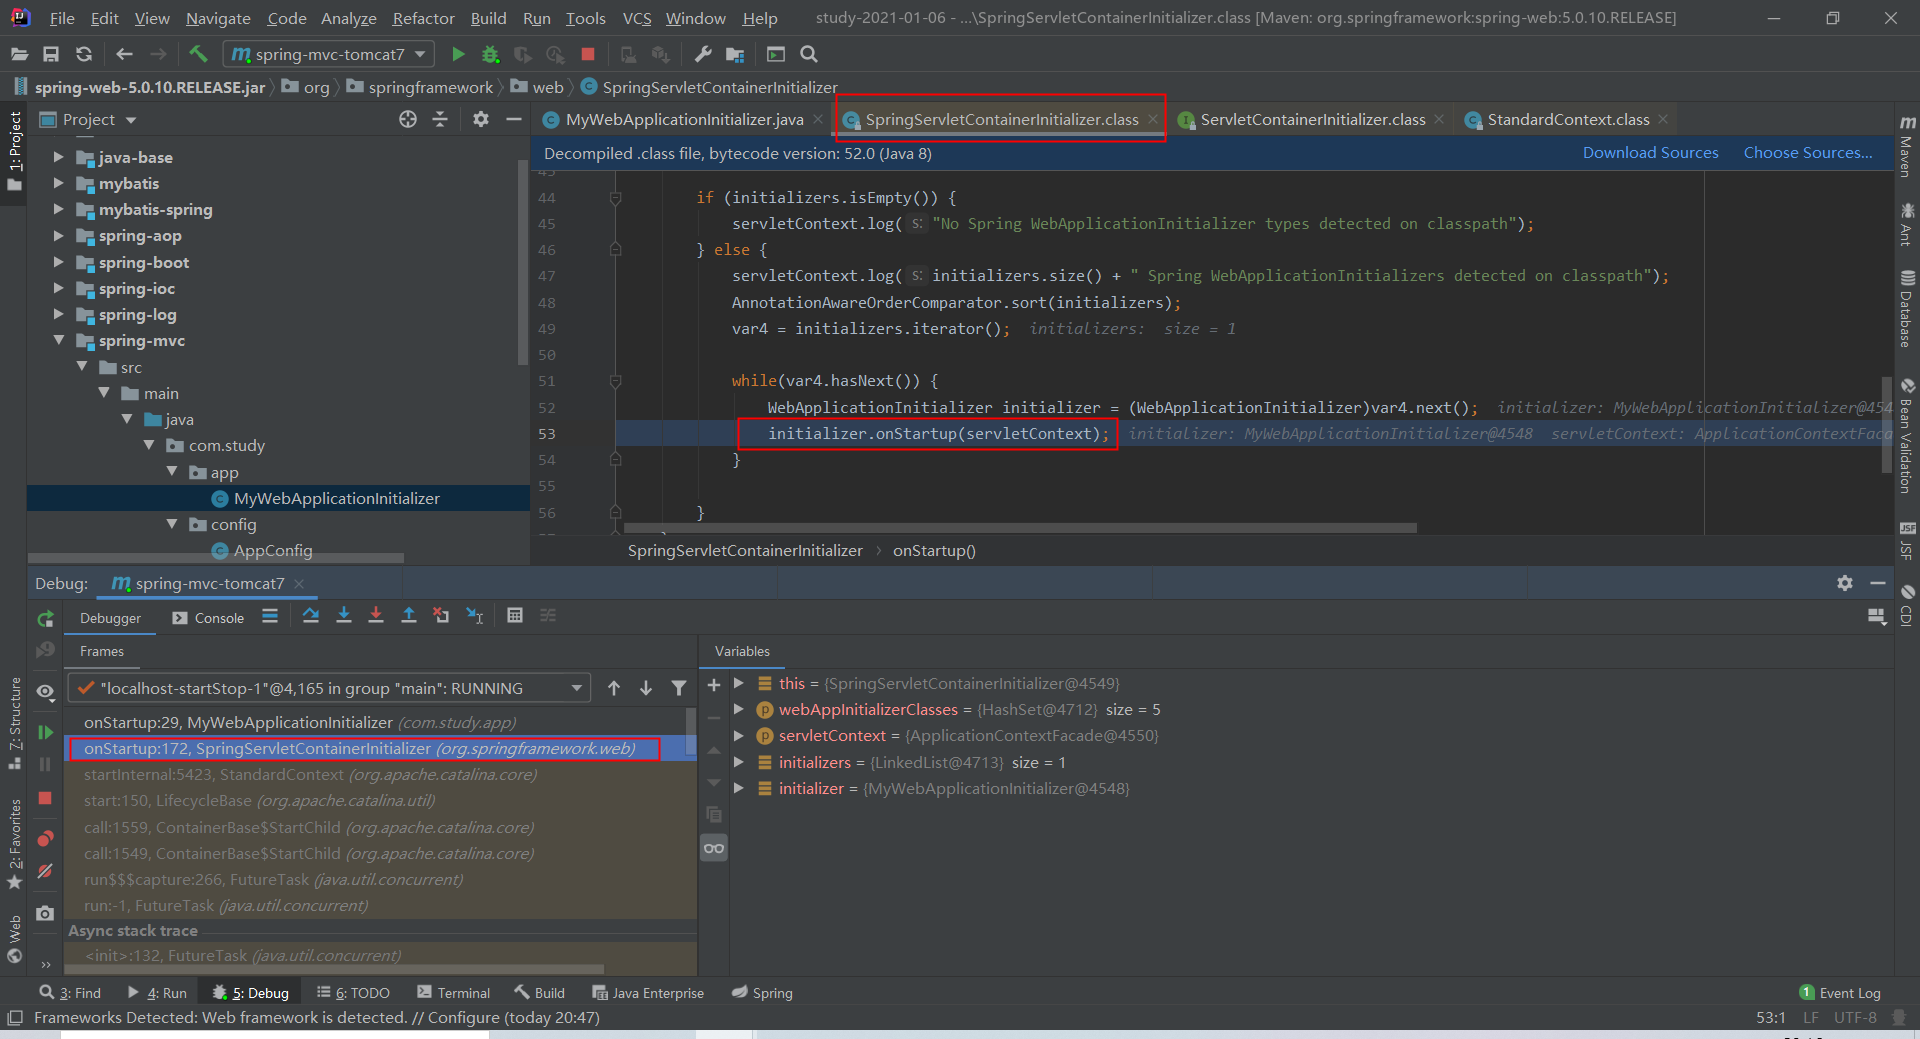 File Edit View Navigate Code Analyze Refactor Build Run Tools VCS Window Help study-2021-01-06 - ...\SpringServletContainerInitializer.class [Maven: org.springframework:spring-web:5.0.10.RELEASE]
spring-mvc-tomcat7
spring-web-5.0.10.RELEASE.jar org springframework web SpringServletContainerInitializer
Project
MyWebApplicationInitializer.java SpringServletContainerInitializer.class ServletContainerInitializer.class StandardContext.class
Decompiled .class file, bytecode version: 52.0 (Java 8) Download Sources Choose Sources...
java-base
mybatis
mybatis-spring
spring-aop
spring-boot
spring-ioc
spring-log
spring-mvc
src
main
java
com.study
app
MyWebApplicationInitializer
config
AppConfig
44 if (initializers.isEmpty()) {
45 servletContext.log( s: "No Spring WebApplicationInitializer types detected on classpath");
46 } else {
47 servletContext.log( s: initializers.size() + " Spring WebApplicationInitializers detected on classpath");
48 AnnotationAwareOrderComparator.sort(initializers);
49 var4 = initializers.iterator(); initializers: size = 1
50
51 while(var4.hasNext()) {
52 WebApplicationInitializer initializer = (WebApplicationInitializer)var4.next(); initializer: MyWebApplicationInitializer@454
53 initializer.onStartup(servletContext); initializer: MyWebApplicationInitializer@4548 servletContext: ApplicationContextFaca
54 }
55
56 }
SpringServletContainerInitializer › onStartup()
Debug: spring-mvc-tomcat7
Debugger Console
Frames
"localhost-startStop-1"@4,165 in group "main": RUNNING
onStartup:29, MyWebApplicationInitializer (com.study.app)
onStartup:172, SpringServletContainerInitializer (org.springframework.web)
startInternal:5423, StandardContext (org.apache.catalina.core)
start:150, LifecycleBase (org.apache.catalina.util)
call:1559, ContainerBase$StartChild (org.apache.catalina.core)
call:1549, ContainerBase$StartChild (org.apache.catalina.core)
run$$$capture:266, FutureTask (java.util.concurrent)
run:-1, FutureTask (java.util.concurrent)
Async stack trace
<init>:132, FutureTask (java.util.concurrent)
Variables
this = {SpringServletContainerInitializer@4549}
webAppInitializerClasses = {HashSet@4712} size = 5
servletContext = {ApplicationContextFacade@4550}
initializers = {LinkedList@4713} size = 1
initializer = {MyWebApplicationInitializer@4548}
1: Project
7: Structure
2: Favorites
Web
Maven
Ant
Database
Bean Validation
JSF
CDI
3: Find 4: Run 5: Debug 6: TODO Terminal Build Java Enterprise Spring 1 Event Log
Frameworks Detected: Web framework is detected. // Configure (today 20:47) 53:1 LF UTF-8